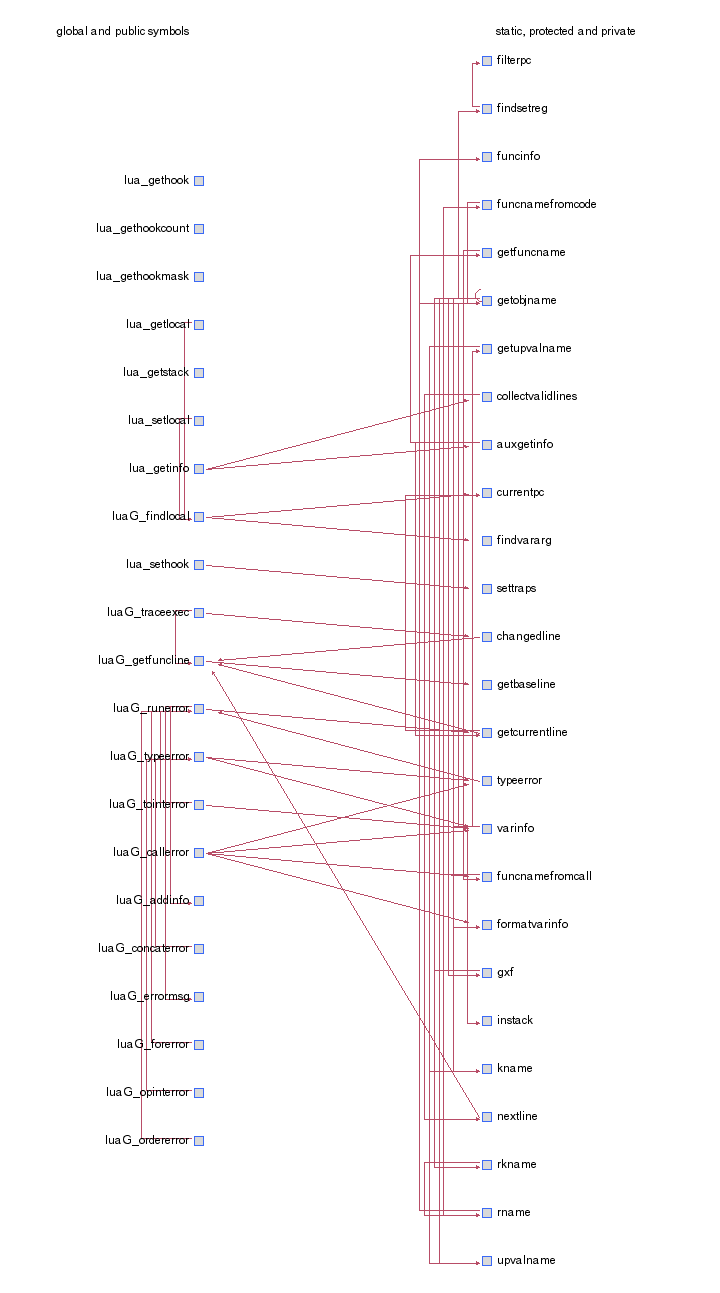 global and public symbols
static, protected and private
filterpc
findsetreg
funcinfo
lua_gethook
funcnamefromcode
lua_gethookcount
getfuncname
lua_gethookmask
getobjname
lua_getlocal
getupvalname
lua_getstack
collectvalidlines
lua_setlocal
auxgetinfo
lua_getinfo
currentpc
luaG_findlocal
findvararg
lua_sethook
settraps
luaG_traceexec
changedline
luaG_getfuncline
getbaseline
luaG_runerror
getcurrentline
luaG_typeerror
typeerror
luaG_tointerror
varinfo
luaG_callerror
funcnamefromcall
luaG_addinfo
formatvarinfo
luaG_concaterror
gxf
luaG_errormsg
instack
luaG_forerror
kname
luaG_opinterror
nextline
luaG_ordererror
rkname
rname
upvalname